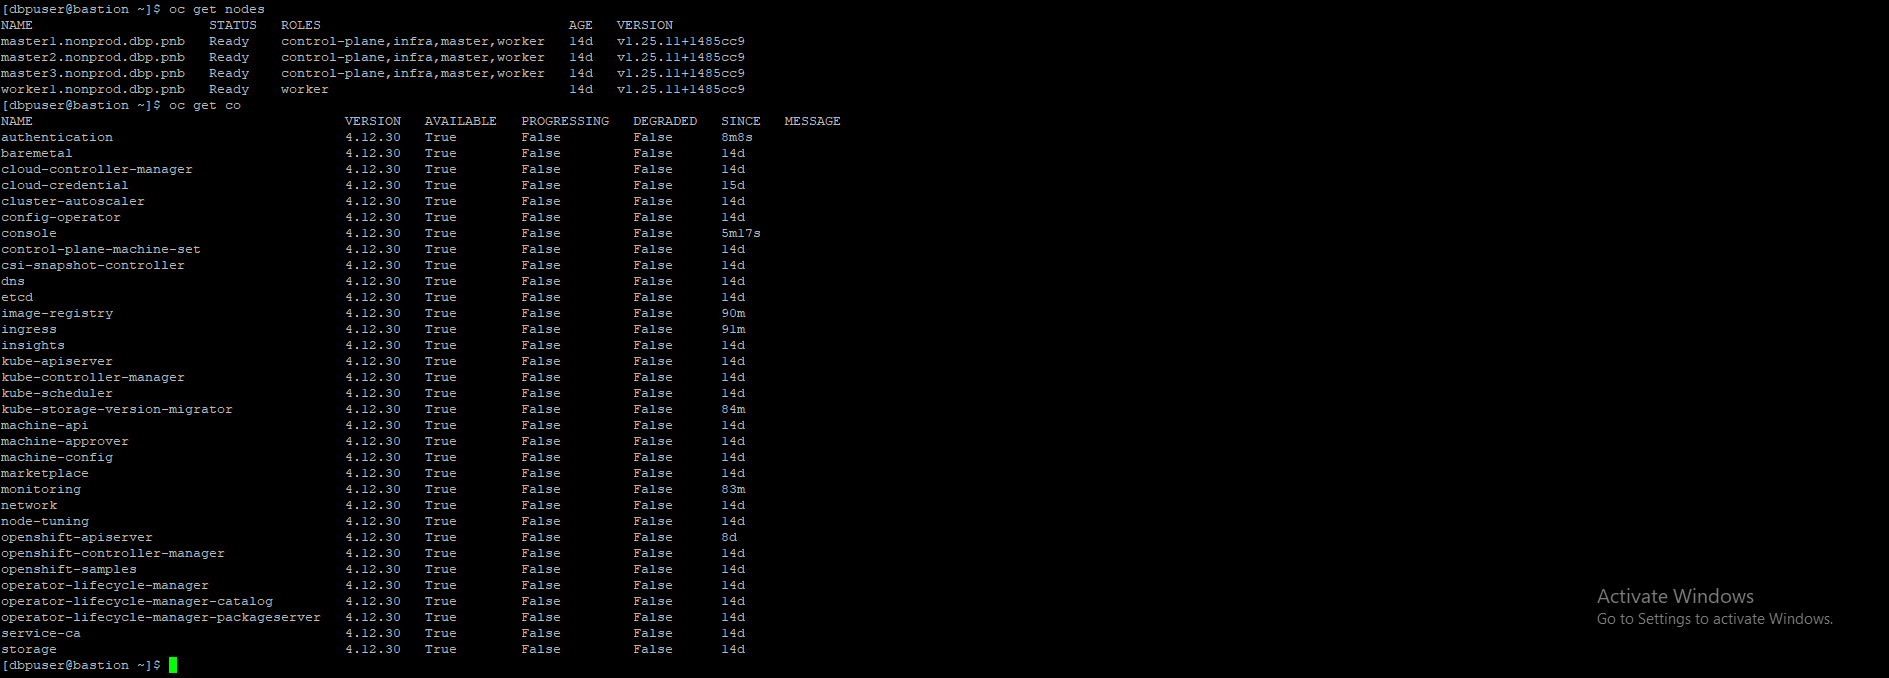 [dbpuser@bastion ~]$ oc get nodes
NAME STATUS ROLES AGE VERSION
master1.nonprod.dbp.pnb Ready control-plane,infra,master,worker 14d v1.25.11+1485cc9
master2.nonprod.dbp.pnb Ready control-plane,infra,master,worker 14d v1.25.11+1485cc9
master3.nonprod.dbp.pnb Ready control-plane,infra,master,worker 14d v1.25.11+1485cc9
worker1.nonprod.dbp.pnb Ready worker 14d v1.25.11+1485cc9
[dbpuser@bastion ~]$ oc get co
NAME VERSION AVAILABLE PROGRESSING DEGRADED SINCE MESSAGE
authentication 4.12.30 True False False 8m8s
baremetal 4.12.30 True False False 14d
cloud-controller-manager 4.12.30 True False False 14d
cloud-credential 4.12.30 True False False 15d
cluster-autoscaler 4.12.30 True False False 14d
config-operator 4.12.30 True False False 14d
console 4.12.30 True False False 5m17s
control-plane-machine-set 4.12.30 True False False 14d
csi-snapshot-controller 4.12.30 True False False 14d
dns 4.12.30 True False False 14d
etcd 4.12.30 True False False 14d
image-registry 4.12.30 True False False 90m
ingress 4.12.30 True False False 91m
insights 4.12.30 True False False 14d
kube-apiserver 4.12.30 True False False 14d
kube-controller-manager 4.12.30 True False False 14d
kube-scheduler 4.12.30 True False False 14d
kube-storage-version-migrator 4.12.30 True False False 84m
machine-api 4.12.30 True False False 14d
machine-approver 4.12.30 True False False 14d
machine-config 4.12.30 True False False 14d
marketplace 4.12.30 True False False 14d
monitoring 4.12.30 True False False 83m
network 4.12.30 True False False 14d
node-tuning 4.12.30 True False False 14d
openshift-apiserver 4.12.30 True False False 8d
openshift-controller-manager 4.12.30 True False False 14d
openshift-samples 4.12.30 True False False 14d
operator-lifecycle-manager 4.12.30 True False False 14d
operator-lifecycle-manager-catalog 4.12.30 True False False 14d
operator-lifecycle-manager-packageserver 4.12.30 True False False 14d
service-ca 4.12.30 True False False 14d
storage 4.12.30 True False False 14d
[dbpuser@bastion ~]$
Activate Windows
Go to Settings to activate Windows.